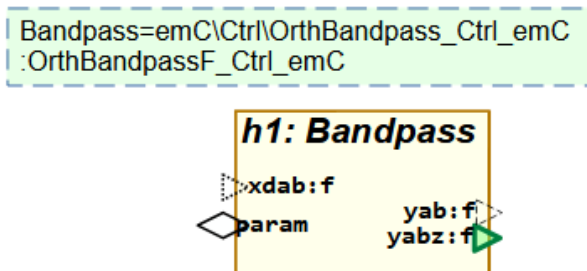 Bandpass=emC\Ctrl\OrthBandpass_Ctrl_emC
:OrthBandpassF_Ctrl_emC
h1: Bandpass
xdab:f
param
yab:f
yabz:f